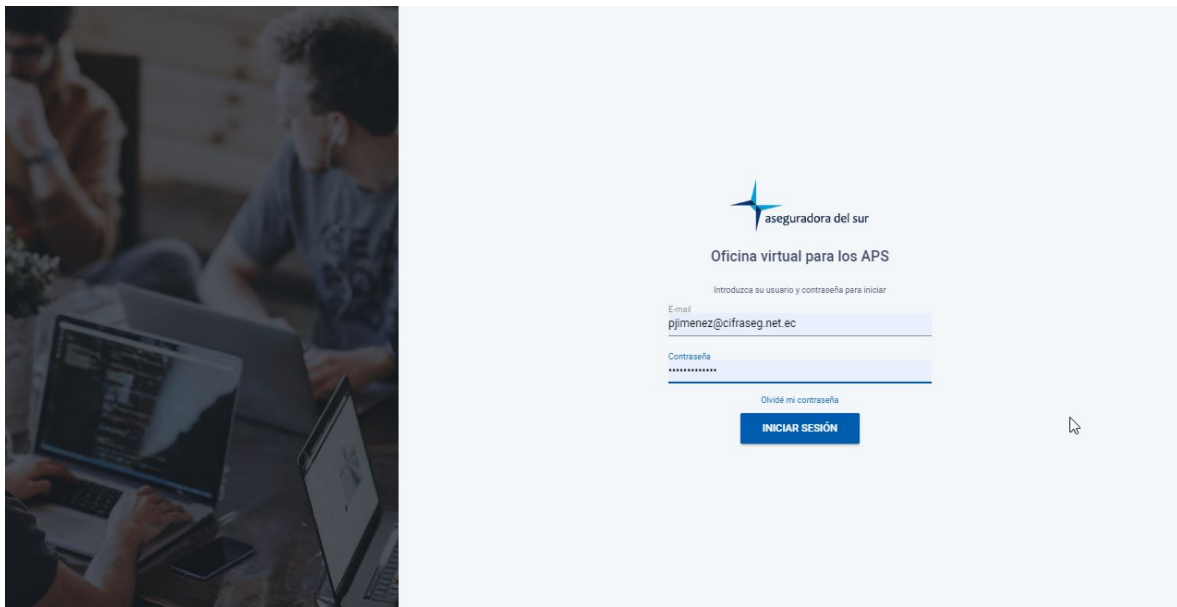 aseguradora del sur
Oficina virtual para los APS
Introduzca su usuario y contraseña para iniciar
E-mail
pjimenez@cifraseg.net.ec
Contraseña
•••••••••••••
Olvidé mi contraseña
INICIAR SESIÓN